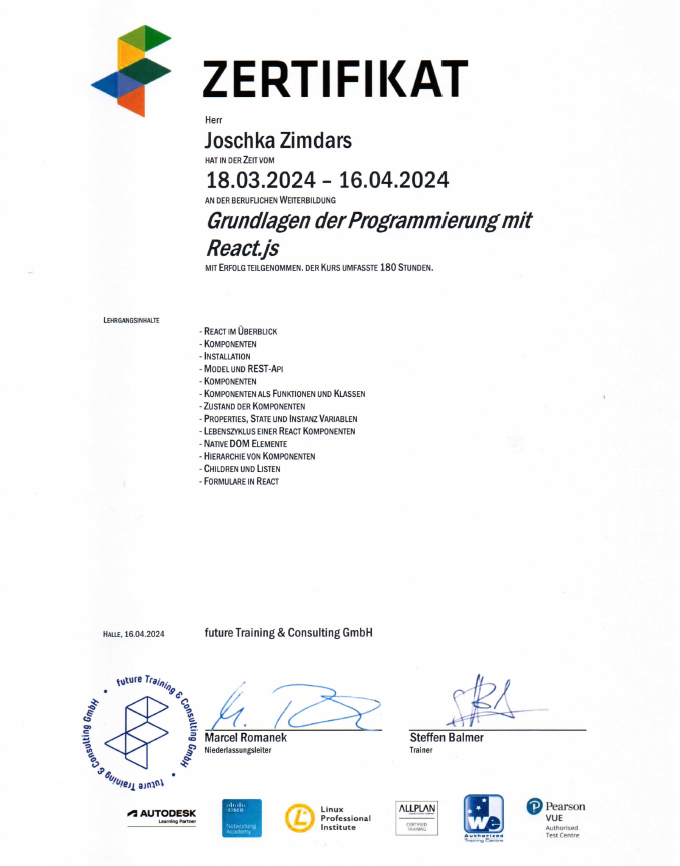 ZERTIFIKAT
Herr
Joschka Zimdars
HAT IN DER ZEIT VOM
18.03.2024 – 16.04.2024
AN DER BERUFLICHEN WEITERBILDUNG
Grundlagen der Programmierung mit
React.js
MIT ERFOLG TEILGENOMMEN. DER KURS UMFASSTE 180 STUNDEN.
LEHRGANGSINHALTE
- REACT IM ÜBERBLICK
- KOMPONENTEN
- INSTALLATION
- MODEL UND REST-API
- KOMPONENTEN
- KOMPONENTEN ALS FUNKTIONEN UND KLASSEN
- ZUSTAND DER KOMPONENTEN
- PROPERTIES, STATE UND INSTANZ VARIABLEN
- LEBENSZYKLUS EINER REACT KOMPONENTEN
- NATIVE DOM ELEMENTE
- HIERARCHIE VON KOMPONENTEN
- CHILDREN UND LISTEN
- FORMULARE IN REACT
HALLE, 16.04.2024
future Training & Consulting GmbH
future Training & Consulting GmbH • future Training & Consulting GmbH •
Marcel Romanek
Niederlassungsleiter
Steffen Balmer
Trainer
AUTODESK
Learning Partner
CISCO
Networking
Academy
Linux
Professional
Institute
ALLPLAN
CERTIFIED
TRAINING
we
Authorized
Training Centre
Pearson
VUE
Authorised
Test Centre